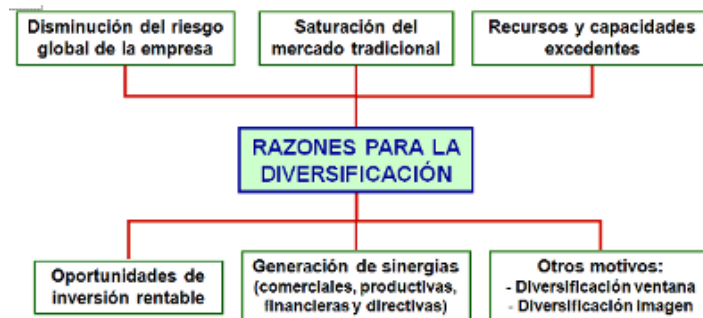 Disminución del riesgo
global de la empresa
Saturación del
mercado tradicional
Recursos y capacidades
excedentes
RAZONES PARA LA
DIVERSIFICACIÓN
Oportunidades de
inversión rentable
Generación de sinergias
(comerciales, productivas,
financieras y directivas)
Otros motivos:
- Diversificación ventana
- Diversificación imagen